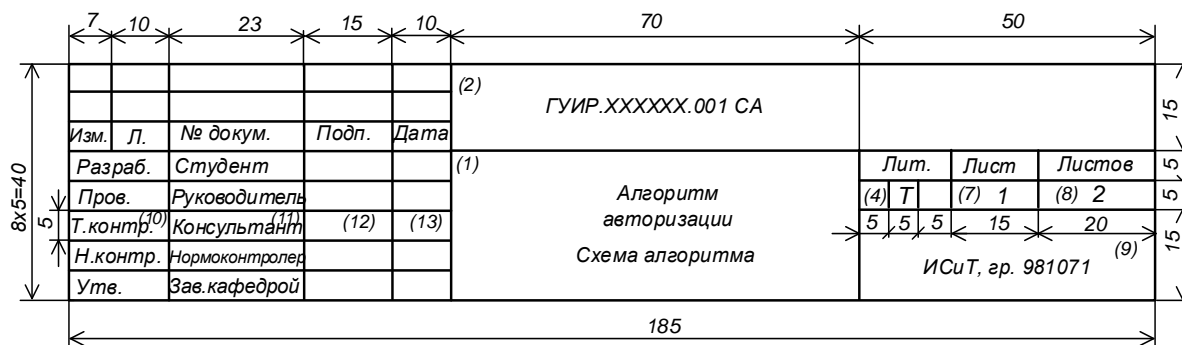 7 10 23 15 10 70 50
(2) ГУИР.XXXXXX.001 СА
15
Изм. Л. № докум. Подп. Дата
Разраб. Студент (1) Лит. Лист Листов 5
Пров. Руководитель Алгоритм (4) Т (7) 1 (8) 2 5
8х5=40 5 Т.контр. (10) Консультант (11) (12) (13) авторизации 5 5 5 15 20
Н.контр. Нормоконтролер Схема алгоритма ИСиТ, гр. 981071 (9) 15
Утв. Зав.кафедрой
185